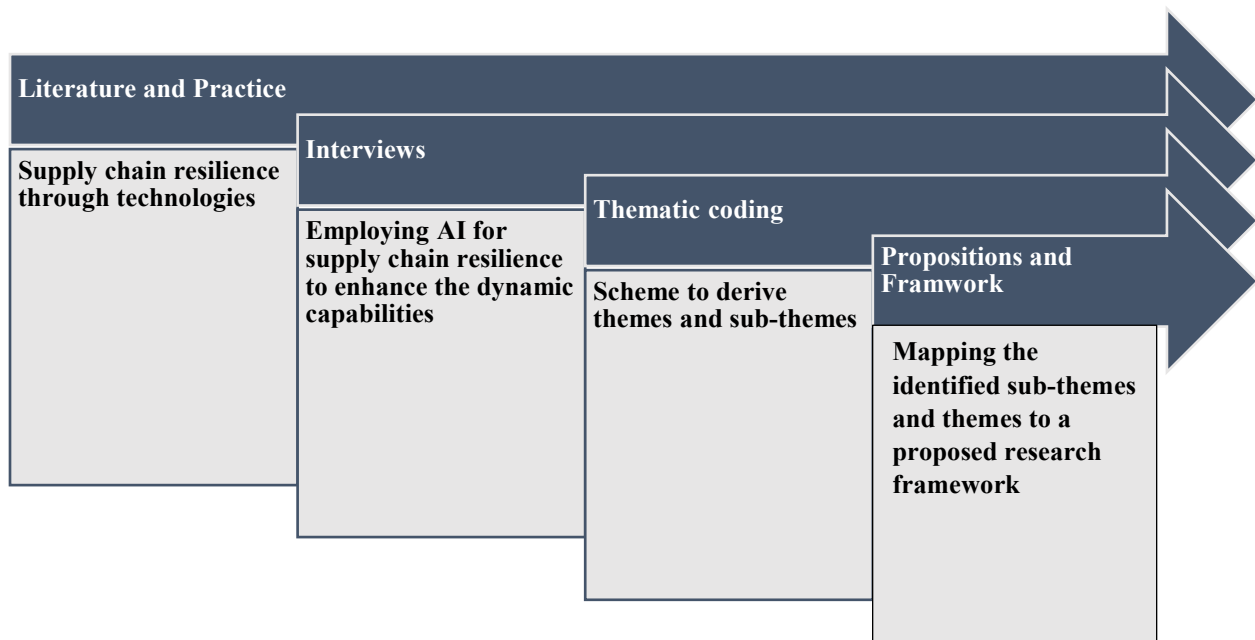 Literature and Practice
Supply chain resilience
through technologies
Interviews
Employing AI for
supply chain resilience
to enhance the dynamic
capabilities
Thematic coding
Scheme to derive
themes and sub-themes
Propositions and
Framwork
Mapping the
identified sub-themes
and themes to a
proposed research
framework